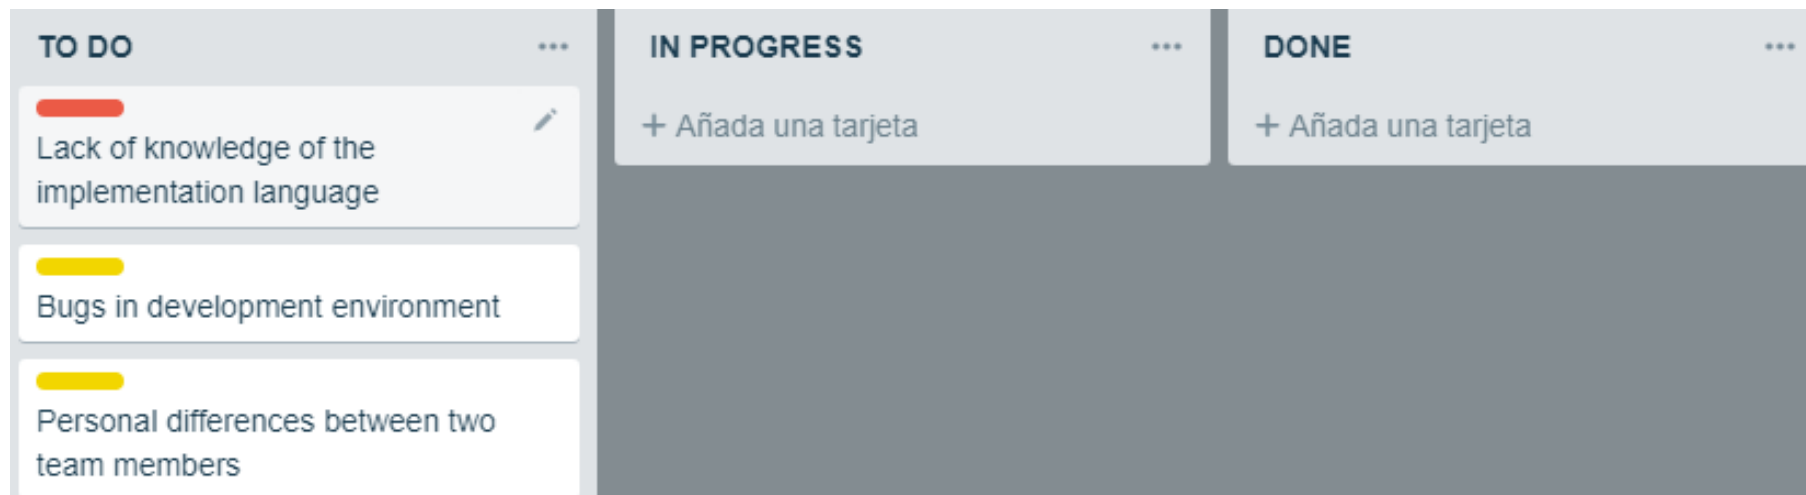 TO DO
Lack of knowledge of the
implementation language
Bugs in development environment
Personal differences between two
team members
IN PROGRESS
+ Añada una tarjeta
DONE
+ Añada una tarjeta